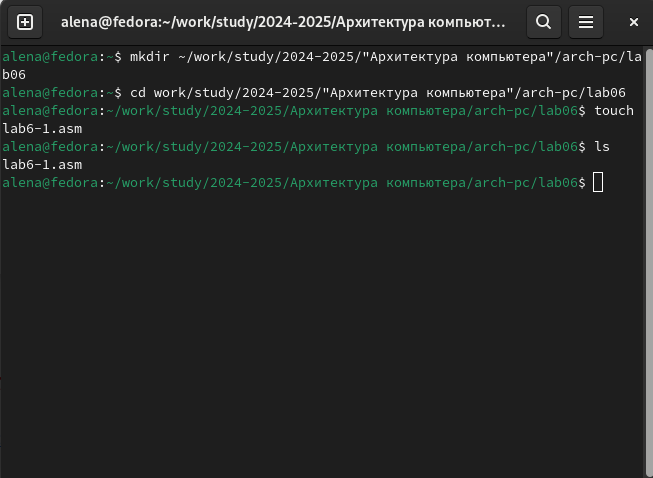 alena@fedora:~/work/study/2024-2025/Архитектура компьют...
alena@fedora:~$ mkdir ~/work/study/2024-2025/"Архитектура компьютера"/arch-pc/la
b06
alena@fedora:~$ cd work/study/2024-2025/"Архитектура компьютера"/arch-pc/lab06
alena@fedora:~/work/study/2024-2025/Архитектура компьютера/arch-pc/lab06$ touch
lab6-1.asm
alena@fedora:~/work/study/2024-2025/Архитектура компьютера/arch-pc/lab06$ ls
lab6-1.asm
alena@fedora:~/work/study/2024-2025/Архитектура компьютера/arch-pc/lab06$